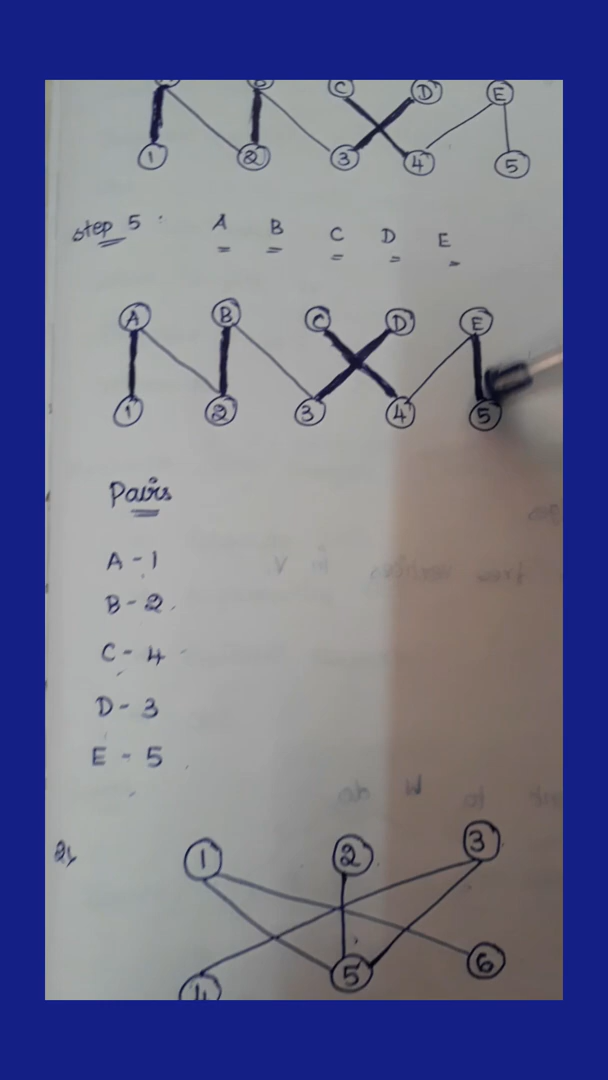 C D E
1 2 3 4 5
step 5 A B C D E
A B C D E
1 2 3 4 5
Pairs
A - 1
B - 2
C - 4
D - 3
E - 5
1 2 3
4 5 6